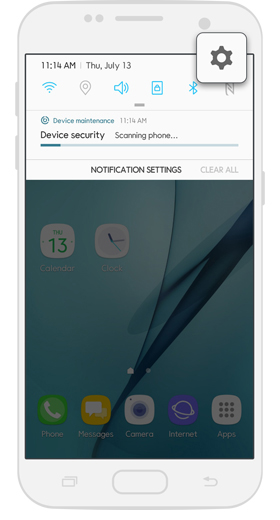 11:14 AM | Thu, July 13
Device maintenance 11:14 AM
Device security Scanning phone...
NOTIFICATION SETTINGS CLEAR ALL
THU
13
Calendar Clock
Phone Messages Camera Internet Apps